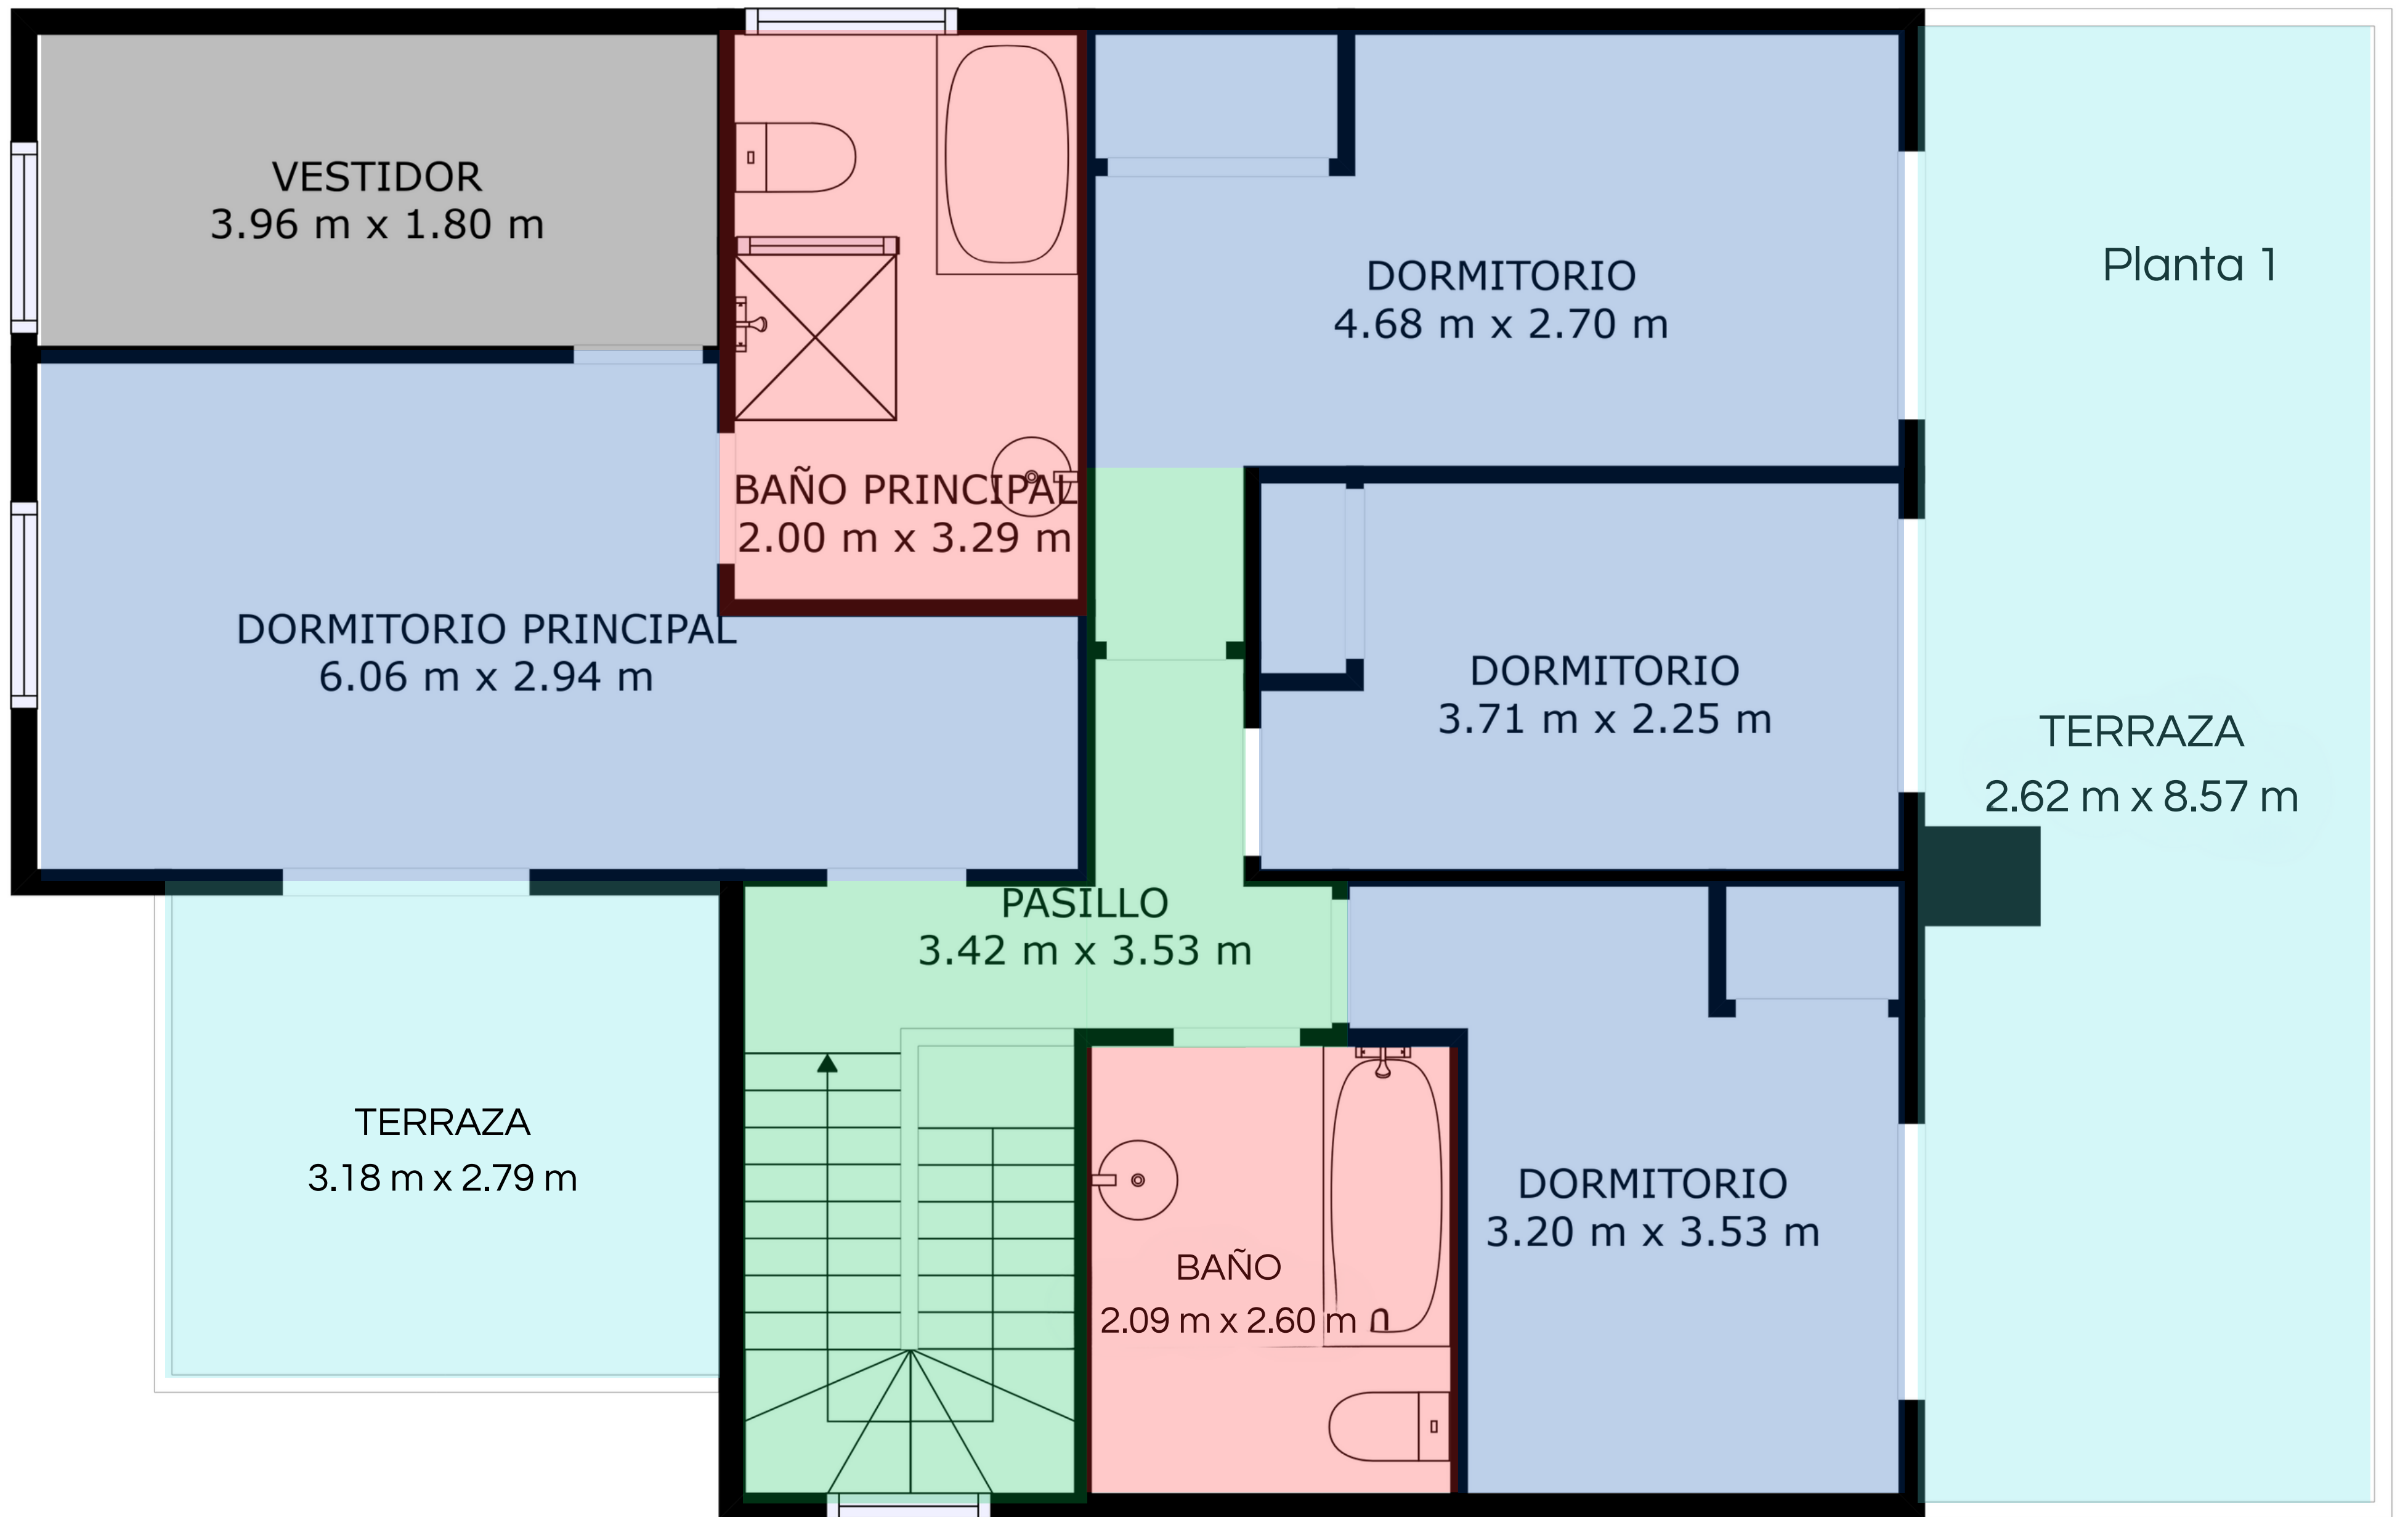 VESTIDOR
3.96 m x 1.80 m
DORMITORIO
4.68 m x 2.70 m
Planta 1
BAÑO PRINCIPAL
2.00 m x 3.29 m
DORMITORIO PRINCIPAL
6.06 m x 2.94 m
DORMITORIO
3.71 m x 2.25 m
TERRAZA
2.62 m x 8.57 m
PASILLO
3.42 m x 3.53 m
TERRAZA
3.18 m x 2.79 m
DORMITORIO
3.20 m x 3.53 m
BAÑO
2.09 m x 2.60 m